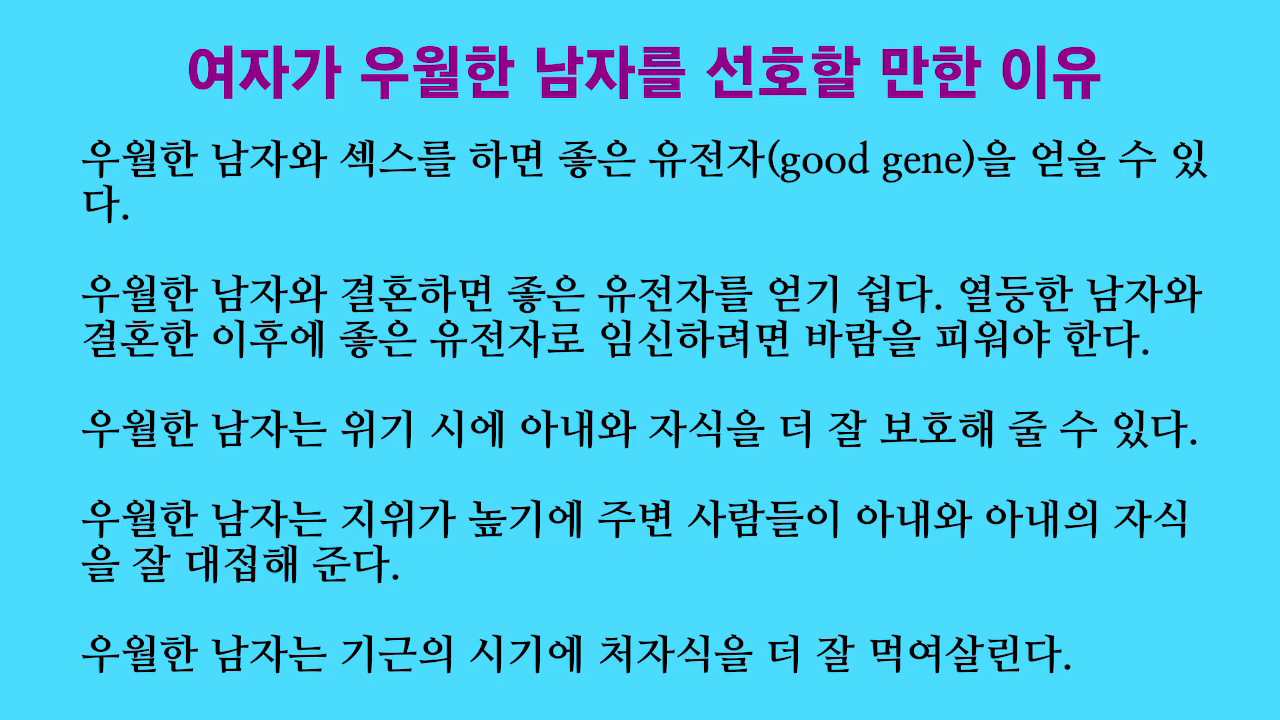 여자가 우월한 남자를 선호할 만한 이유
우월한 남자와 섹스를 하면 좋은 유전자(good gene)을 얻을 수 있
다.
우월한 남자와 결혼하면 좋은 유전자를 얻기 쉽다. 열등한 남자와
결혼한 이후에 좋은 유전자로 임신하려면 바람을 피워야 한다.
우월한 남자는 위기 시에 아내와 자식을 더 잘 보호해 줄 수 있다.
우월한 남자는 지위가 높기에 주변 사람들이 아내와 아내의 자식
을 잘 대접해 준다.
우월한 남자는 기근의 시기에 처자식을 더 잘 먹여살린다.